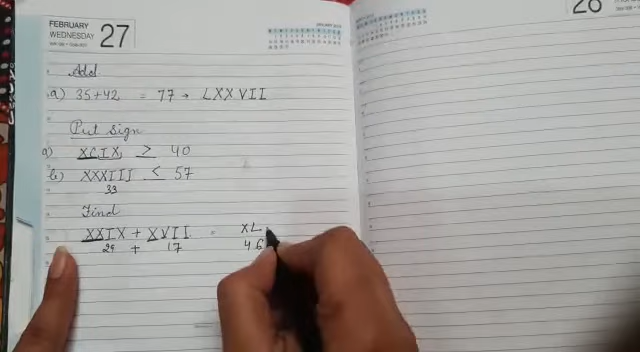 FEBRUARY
WEDNESDAY 27
28
Add
a) 35+42 = 77 → LXXVII
Put Sign
a) XCIX > 40
b) XXXIII < 57
33
Find
XXIX + XVII = XL
29 + 17 46